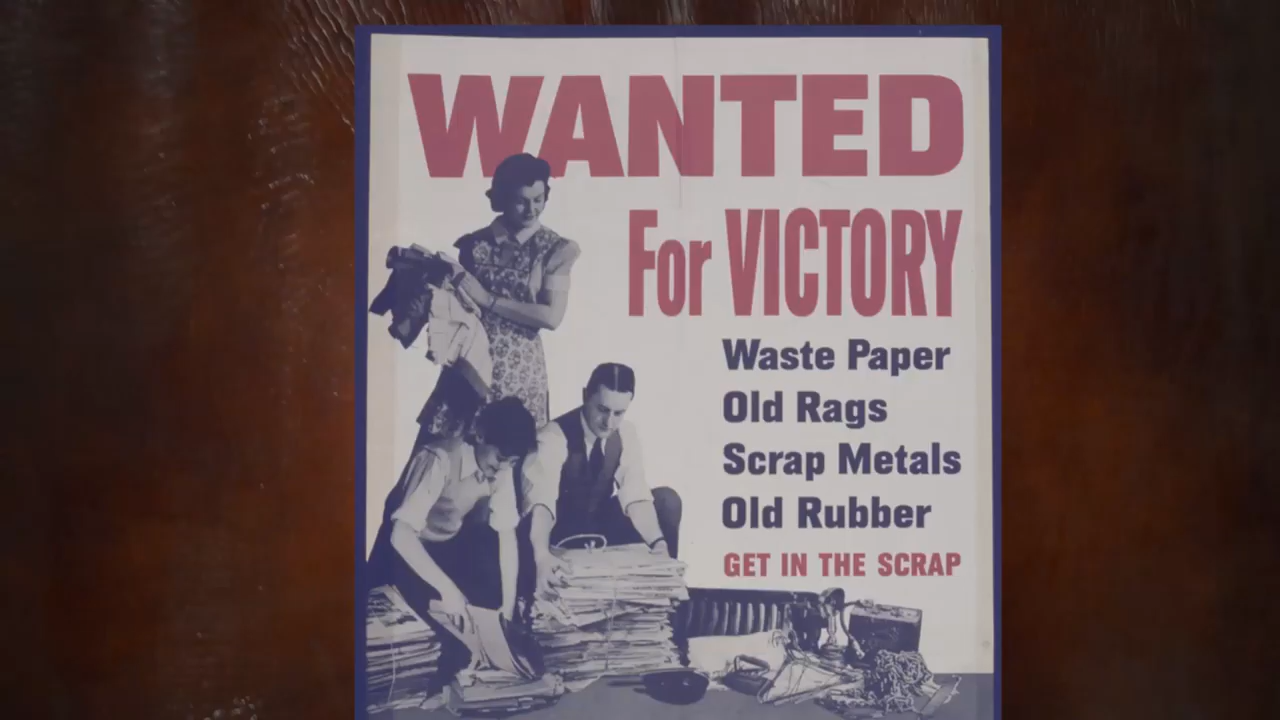 WANTED
For VICTORY
Waste Paper
Old Rags
Scrap Metals
Old Rubber
GET IN THE SCRAP